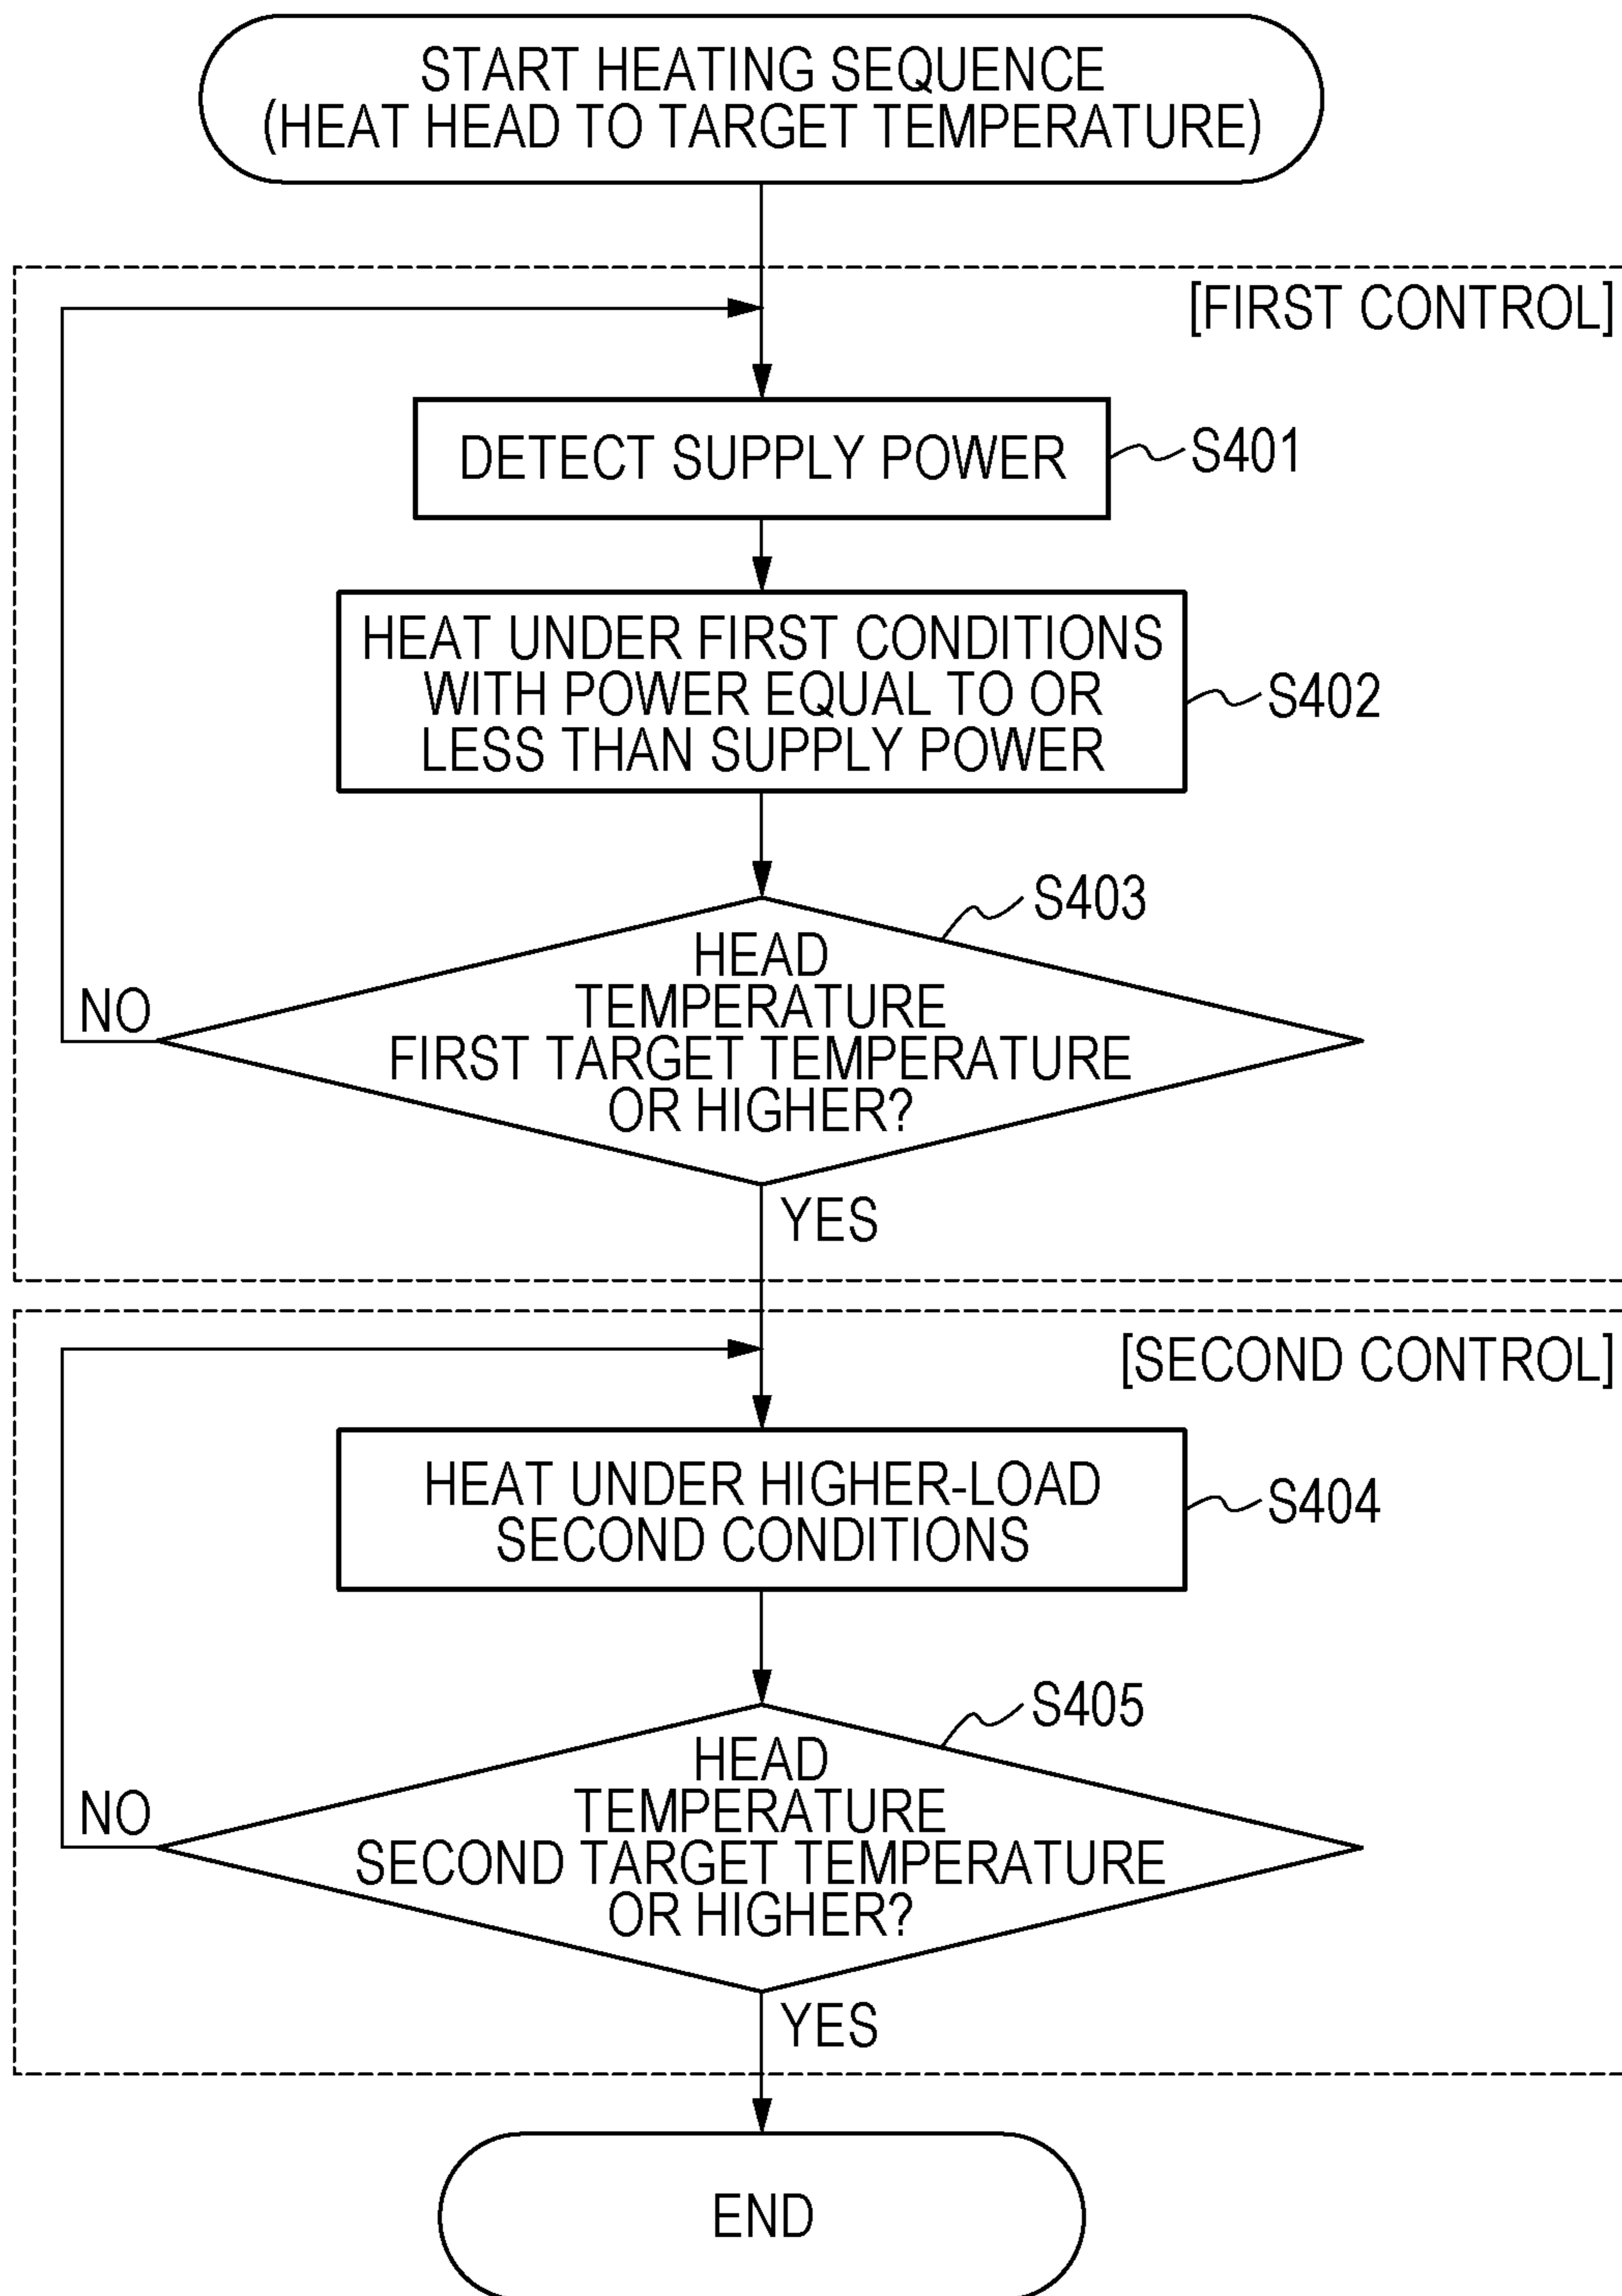 START HEATING SEQUENCE
(HEAT HEAD TO TARGET TEMPERATURE)
[FIRST CONTROL]
DETECT SUPPLY POWER
S401
HEAT UNDER FIRST CONDITIONS
WITH POWER EQUAL TO OR
LESS THAN SUPPLY POWER
S402
S403
HEAD
TEMPERATURE
FIRST TARGET TEMPERATURE
OR HIGHER?
NO
YES
[SECOND CONTROL]
HEAT UNDER HIGHER-LOAD
SECOND CONDITIONS
S404
S405
HEAD
TEMPERATURE
SECOND TARGET TEMPERATURE
OR HIGHER?
NO
YES
END